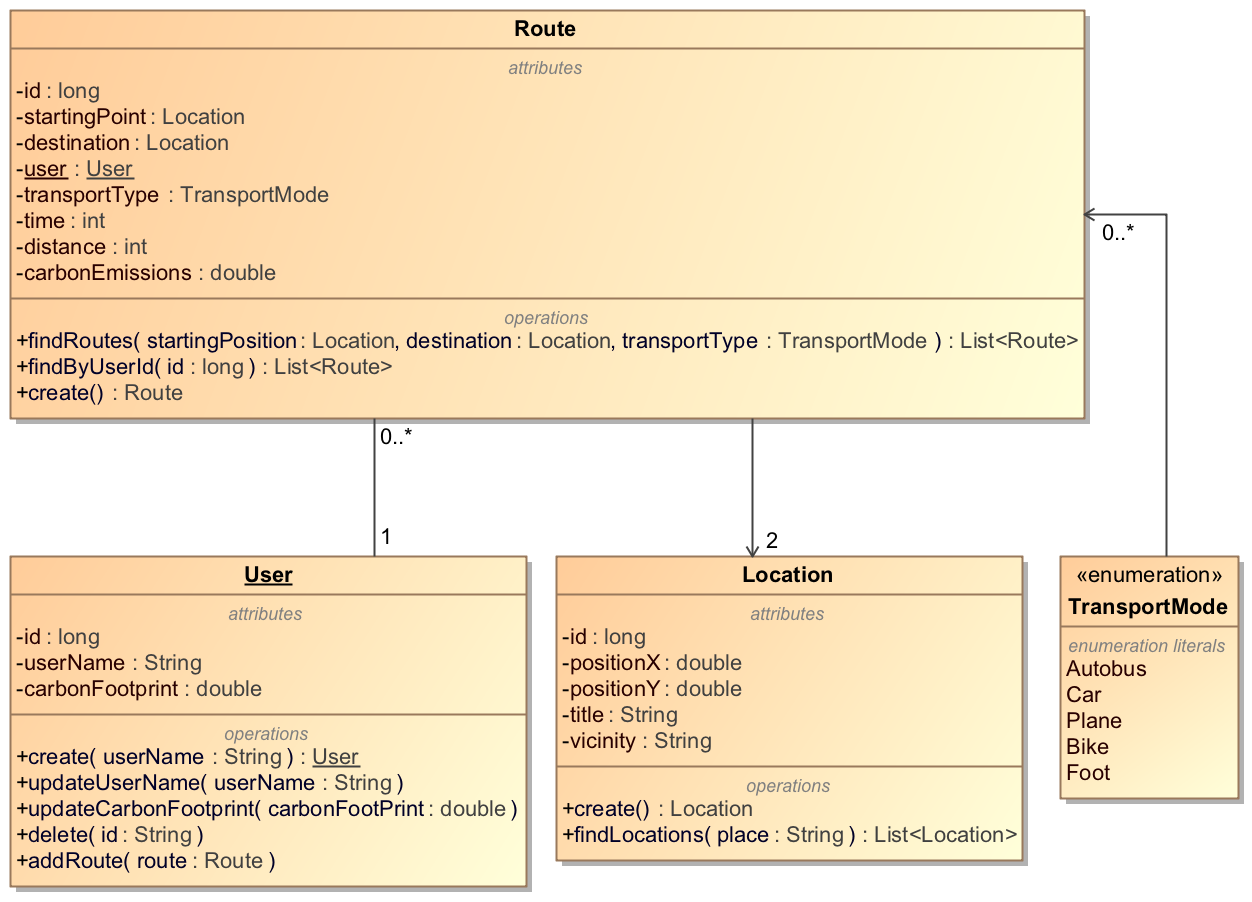 Route
attributes
-id : long
-startingPoint : Location
-destination : Location
-user : User
-transportType : TransportMode
-time : int
-distance : int
-carbonEmissions : double
operations
+findRoutes( startingPosition : Location, destination : Location, transportType : TransportMode ) : List<Route>
+findByUserId( id : long ) : List<Route>
+create() : Route
0..*
0..*
1
2
User
attributes
-id : long
-userName : String
-carbonFootprint : double
operations
+create( userName : String ) : User
+updateUserName( userName : String )
+updateCarbonFootprint( carbonFootPrint : double )
+delete( id : String )
+addRoute( route : Route )
Location
attributes
-id : long
-positionX : double
-positionY : double
-title : String
-vicinity : String
operations
+create() : Location
+findLocations( place : String ) : List<Location>
«enumeration»
TransportMode
enumeration literals
Autobus
Car
Plane
Bike
Foot